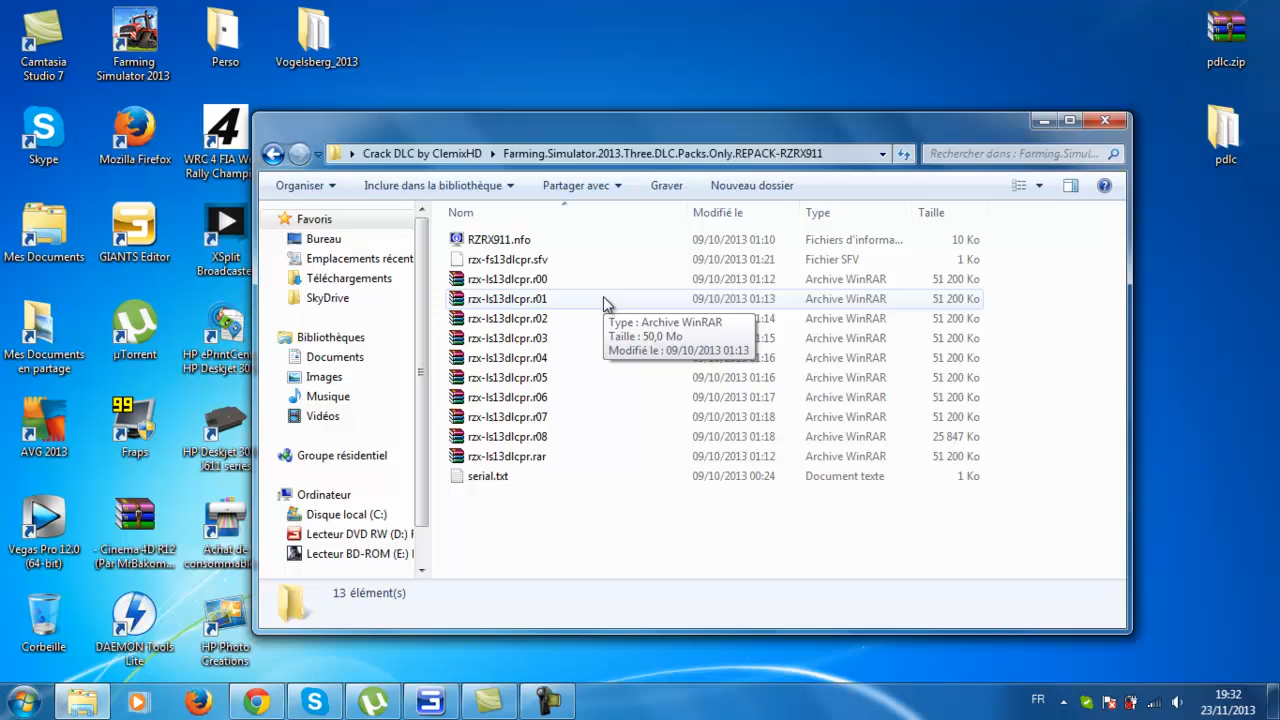 Camtasia
Studio 7
Farming
Simulator 2013
Perso
Vogelsberg_2013
pdlc.zip
Skype
Mozilla Firefox
4
WRC 4 FIA W
Rally Champi
pdlc
Mes Documents
GIANTS Editor
XSplit
Broadcaste
Mes Documents
en partage
µTorrent
HP ePrintCent
HP Deskjet 30
AVG 2013
99
Fraps
HP Deskjet 30
J611 series
Vegas Pro 12.0
(64-bit)
- Cinema 4D R12
(Par MrBakom...
Achat de
consommabl
Corbeille
DAEMON Tools
Lite
HP Photo
Creations
Crack DLC by ClemixHD
Farming.Simulator.2013.Three.DLC.Packs.Only.REPACK-RZRX911
Rechercher dans : Farming.Simul...
Organiser
Inclure dans la bibliothèque
Partager avec
Graver
Nouveau dossier
Favoris
Bureau
Emplacements récent
Téléchargements
SkyDrive
Bibliothèques
Documents
Images
Musique
Vidéos
Groupe résidentiel
Ordinateur
Disque local (C:)
Lecteur DVD RW (D:) F
Lecteur BD-ROM (E:)
Nom Modifié le Type Taille
RZRX911.nfo 09/10/2013 01:10 Fichiers d'informa... 10 Ko
rzx-fs13dlcpr.sfv 09/10/2013 01:21 Fichier SFV 1 Ko
rzx-ls13dlcpr.r00 09/10/2013 01:12 Archive WinRAR 51 200 Ko
rzx-ls13dlcpr.r01 09/10/2013 01:13 Archive WinRAR 51 200 Ko
rzx-ls13dlcpr.r02 01:14 Archive WinRAR 51 200 Ko
rzx-ls13dlcpr.r03 01:15 Archive WinRAR 51 200 Ko
rzx-ls13dlcpr.r04 01:16 Archive WinRAR 51 200 Ko
rzx-ls13dlcpr.r05 09/10/2013 01:16 Archive WinRAR 51 200 Ko
rzx-ls13dlcpr.r06 09/10/2013 01:17 Archive WinRAR 51 200 Ko
rzx-ls13dlcpr.r07 09/10/2013 01:18 Archive WinRAR 51 200 Ko
rzx-ls13dlcpr.r08 09/10/2013 01:18 Archive WinRAR 25 847 Ko
rzx-ls13dlcpr.rar 09/10/2013 01:12 Archive WinRAR 51 200 Ko
serial.txt 09/10/2013 00:24 Document texte 1 Ko
Type : Archive WinRAR
Taille : 50,0 Mo
Modifié le : 09/10/2013 01:13
13 élément(s)
FR
19:32
23/11/2013